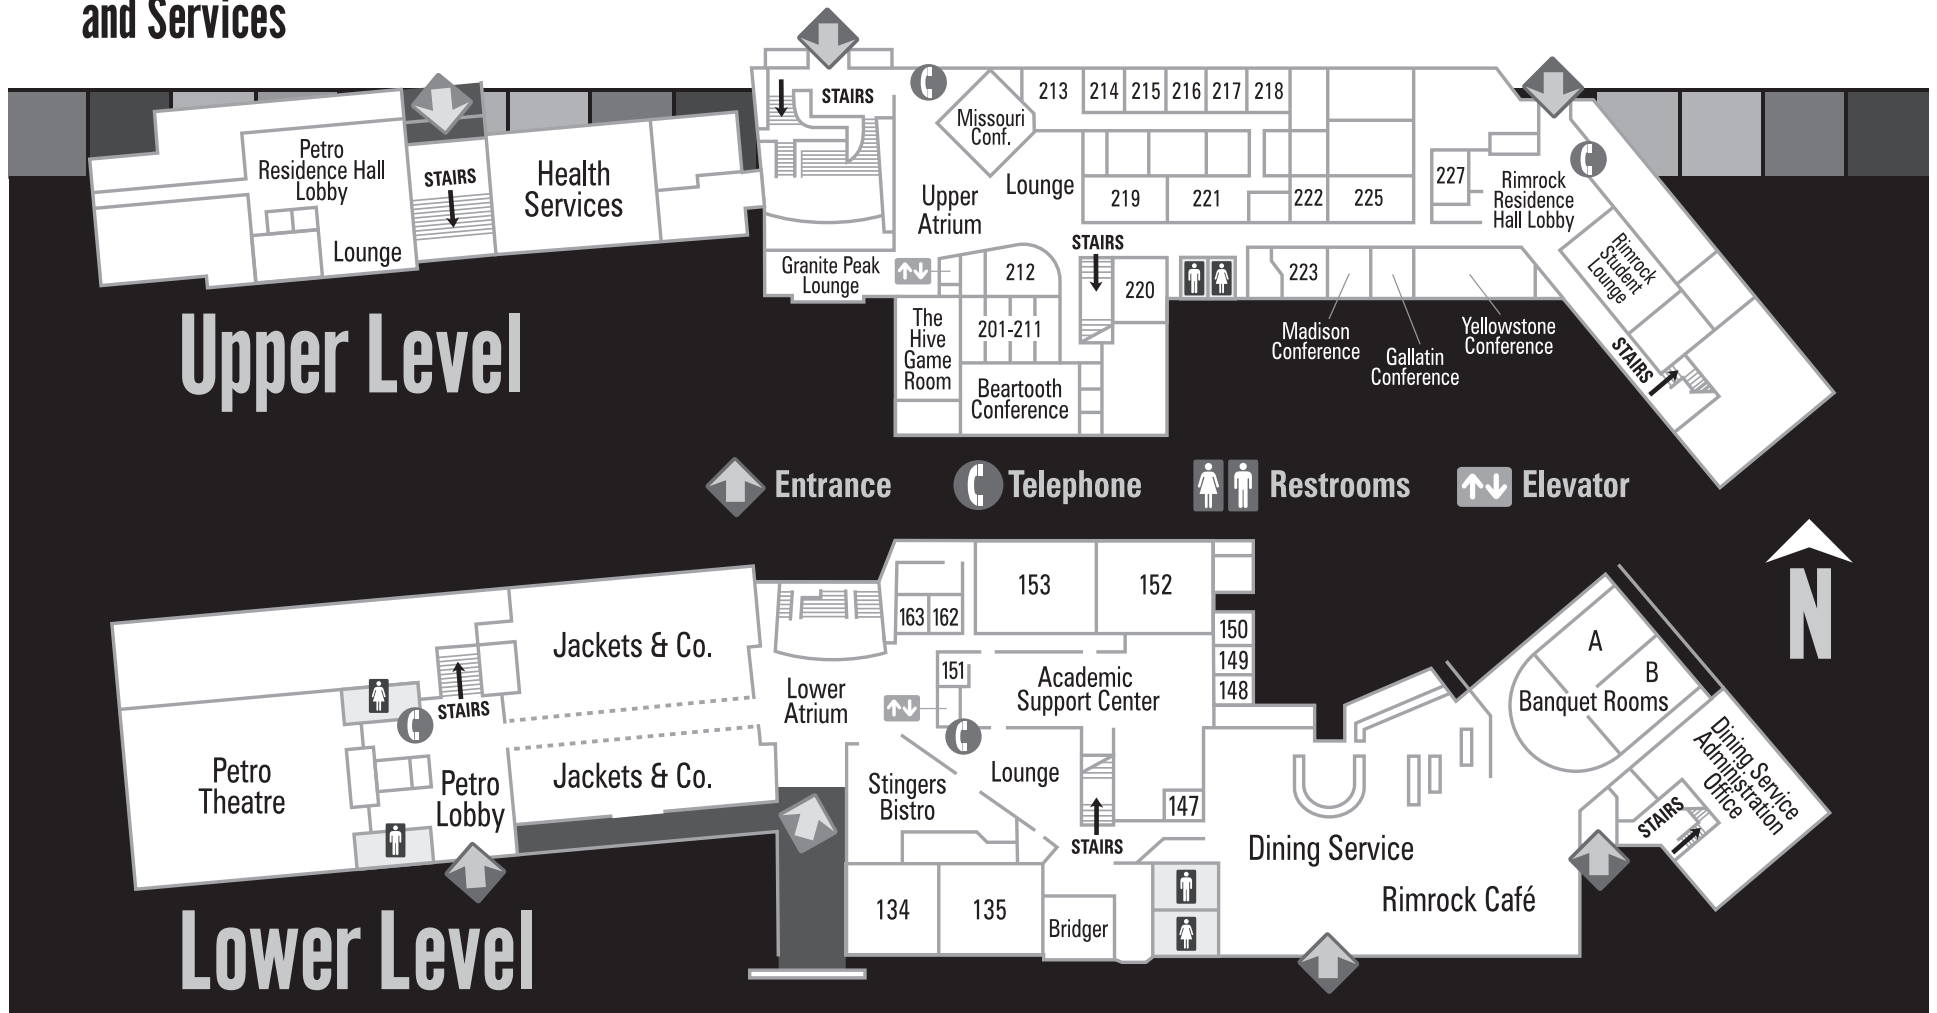 and Services
STAIRS
213
214
215
216
217
218
Missouri
Conf.
Petro
Residence Hall
Lobby
Lounge
STAIRS
Health
Services
Upper
Atrium
Lounge
219
221
222
225
227
Rimrock
Residence
Hall Lobby
Rimrock
Student
Lounge
STAIRS
Granite Peak
Lounge
212
STAIRS
220
223
The
Hive
Game
Room
201-211
Beartooth
Conference
Madison
Conference
Gallatin
Conference
Yellowstone
Conference
Upper Level
Entrance
Telephone
Restrooms
Elevator
N
153
152
163
162
150
149
148
151
Jackets & Co.
STAIRS
Lower
Atrium
Academic
Support Center
A
B
Banquet Rooms
Dining Service
Administration
Office
STAIRS
Petro
Theatre
Petro
Lobby
Jackets & Co.
Stingers
Bistro
Lounge
147
STAIRS
Dining Service
Rimrock Café
134
135
Bridger
Lower Level